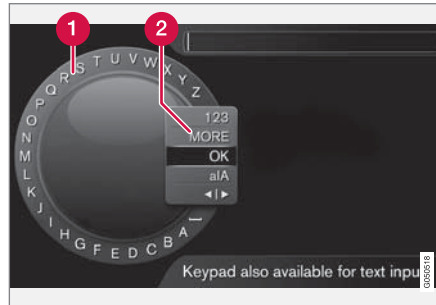 1
2
A B C D E F G H I J K L M N O P Q R S T U V W X Y Z
123
MORE
OK
a|A
◄|►
Keypad also available for text inpu
G050518